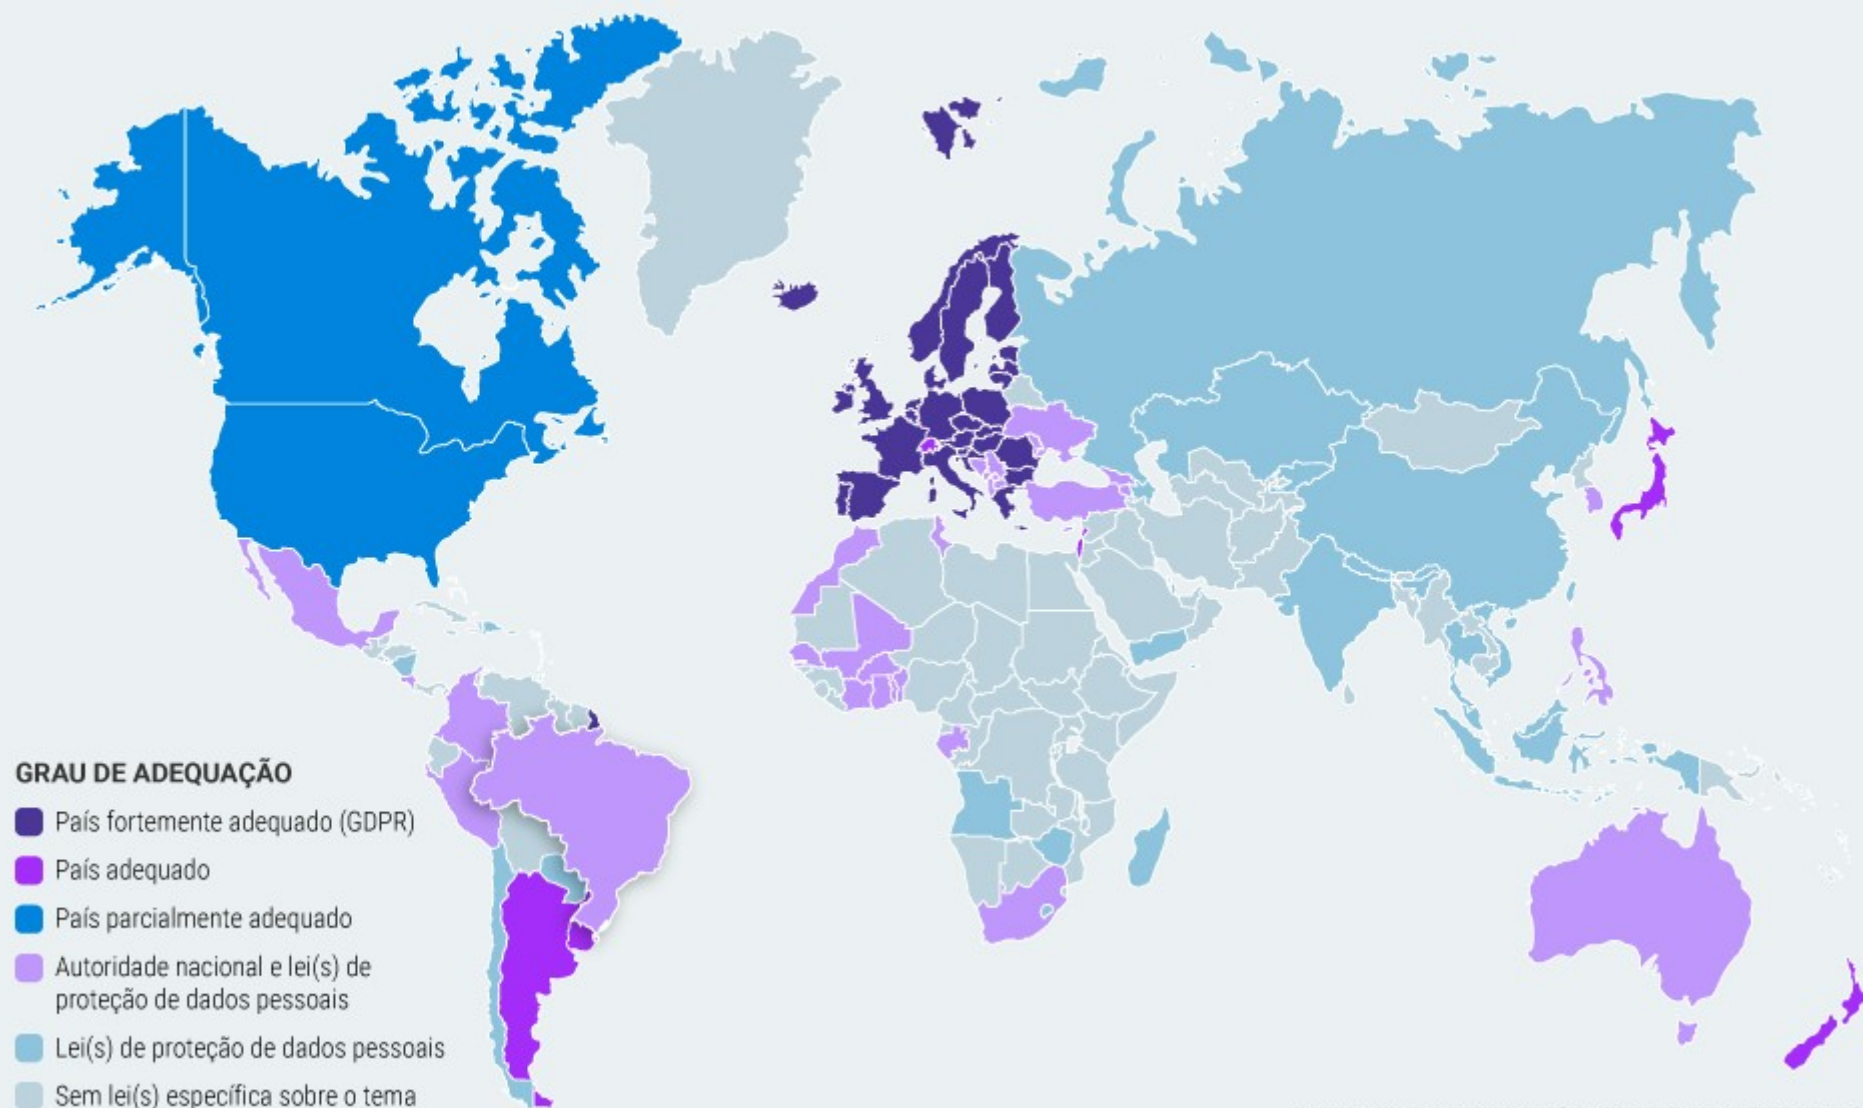 GRAU DE ADEQUAÇÃO
País fortemente adequado (GDPR)
País adequado
País parcialmente adequado
Autoridade nacional e lei(s) de
proteção de dados pessoais
Lei(s) de proteção de dados pessoais
Sem lei(s) específica sobre o tema